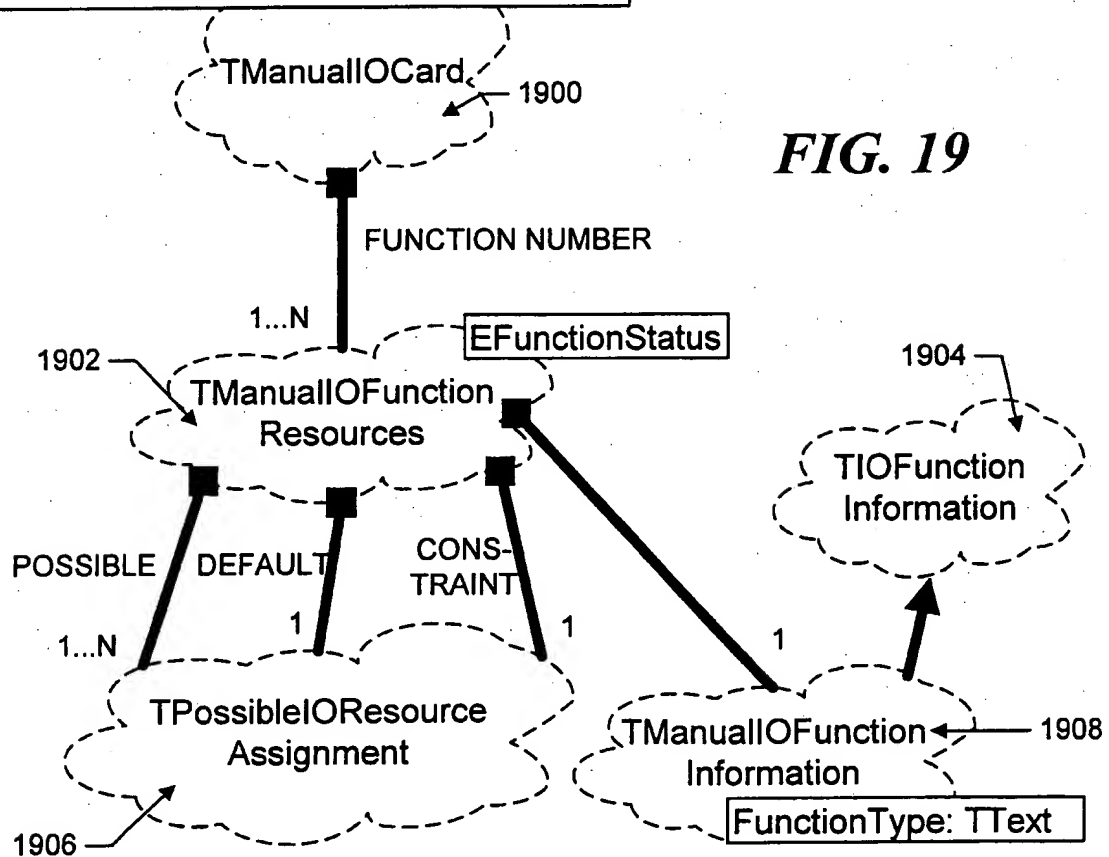 TManualIOCard
1900
FIG. 19
FUNCTION NUMBER
1...N
EFunctionStatus
1902
1904
TManualIOFunction
Resources
TIOFunction
Information
POSSIBLE
DEFAULT
CONS-
TRAINT
1...N
1
1
1
TPossibleIOResource
Assignment
TManualIOFunction
Information
1908
FunctionType: TText
1906